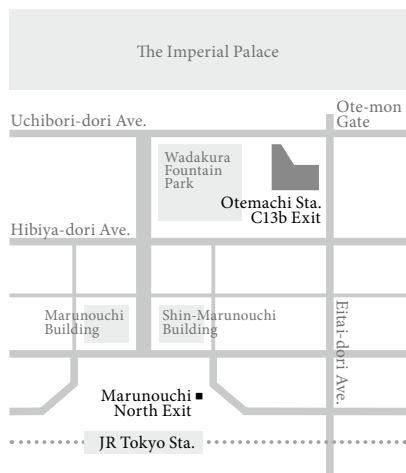 The Imperial Palace
Ote-mon
Gate
Uchibori-dori Ave.
Wadakura
Fountain
Park
Otemachi Sta.
C13b Exit
Hibiya-dori Ave.
Marunouchi
Building
Shin-Marunouchi
Building
Eitai-dori Ave.
Marunouchi
North Exit
JR Tokyo Sta.